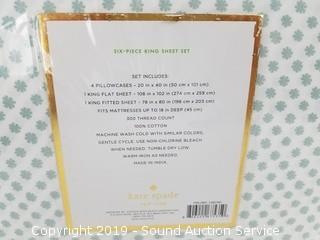 SIX-PIECE KING SHEET SET
SET INCLUDES:
4 PILLOWCASES - 20 in X 40 in (50 cm X 101 cm)
1 KING FLAT SHEET - 108 in X 102 in (274 cm X 259 cm)
1 KING FITTED SHEET - 78 in X 80 in (198 cm X 203 cm)
FITS MATTRESSES UP TO 18 in DEEP (45 cm)
300 THREAD COUNT
100% COTTON
MACHINE WASH COLD WITH SIMILAR COLORS,
GENTLE CYCLE. USE NON-CHLORINE BLEACH
WHEN NEEDED. TUMBLE DRY LOW.
WARM IRON AS NEEDED.
MADE IN INDIA.
kate spade
NEW YORK
Copyright 2019 - Sound Auction Service